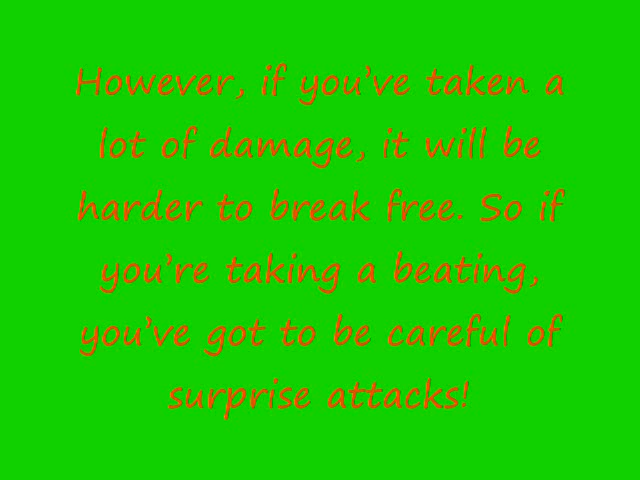 However, if you’ve taken a
lot of damage, it will be
harder to break free. So if
you’re taking a beating,
you’ve got to be careful of
surprise attacks!